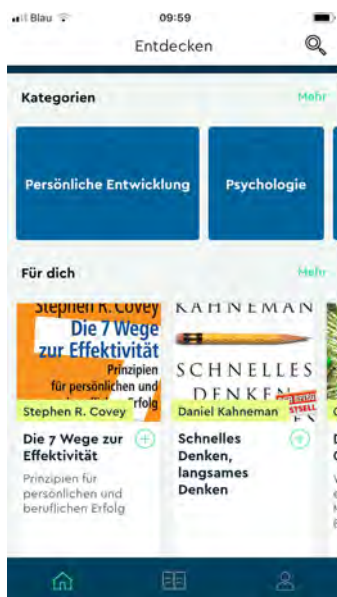 Blau 09:59
Entdecken
Kategorien Mehr
Persönliche Entwicklung Psychologie
Für dich Mehr
Stephen R. Covey
Die 7 Wege
zur Effektivität
Prinzipien
für persönlichen und
Erfolg
Stephen R. Covey
Die 7 Wege zur
Effektivität
Prinzipien für
persönlichen und
beruflichen Erfolg
KAHNEMAN
SCHNELLES
DENKEN
Daniel Kahneman
Schnelles
Denken,
langsames
Denken